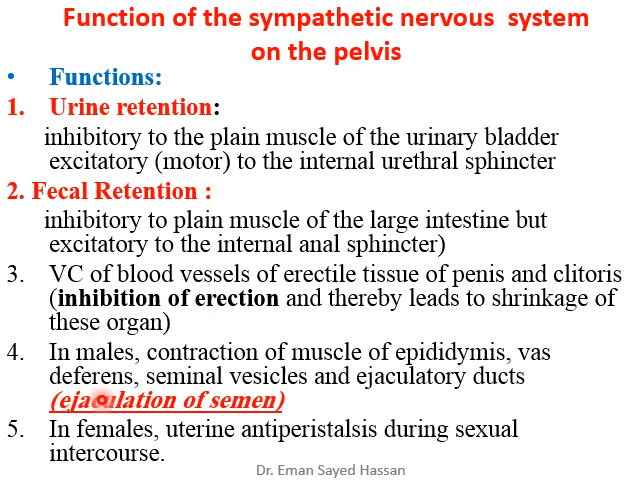 Function of the sympathetic nervous system
on the pelvis
• Functions:
1. Urine retention:
inhibitory to the plain muscle of the urinary bladder
excitatory (motor) to the internal urethral sphincter
2. Fecal Retention :
inhibitory to plain muscle of the large intestine but
excitatory to the internal anal sphincter)
3. VC of blood vessels of erectile tissue of penis and clitoris
(inhibition of erection and thereby leads to shrinkage of
these organ)
4. In males, contraction of muscle of epididymis, vas
deferens, seminal vesicles and ejaculatory ducts
(ejaculation of semen)
5. In females, uterine antiperistalsis during sexual
intercourse.
Dr. Eman Sayed Hassan